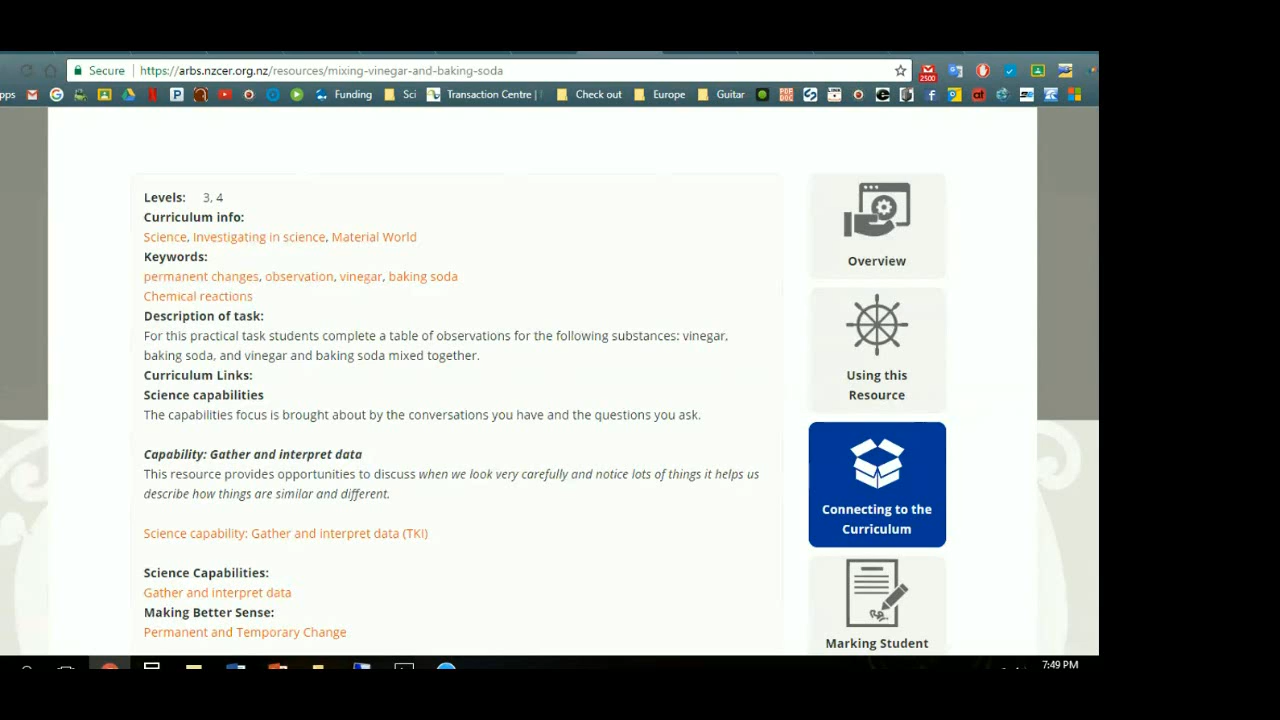 Secure https://arbs.nzcer.org.nz/resources/mixing-vinegar-and-baking-soda
2500
Funding Sci Transaction Centre | Check out Europe Guitar
Levels: 3, 4
Curriculum info:
Science, Investigating in science, Material World
Keywords:
permanent changes, observation, vinegar, baking soda
Chemical reactions
Description of task:
For this practical task students complete a table of observations for the following substances: vinegar,
baking soda, and vinegar and baking soda mixed together.
Curriculum Links:
Science capabilities
The capabilities focus is brought about by the conversations you have and the questions you ask.
Capability: Gather and interpret data
This resource provides opportunities to discuss when we look very carefully and notice lots of things it helps us
describe how things are similar and different.
Science capability: Gather and interpret data (TKI)
Science Capabilities:
Gather and interpret data
Making Better Sense:
Permanent and Temporary Change
Overview
Using this
Resource
Connecting to the
Curriculum
Marking Student
7:49 PM